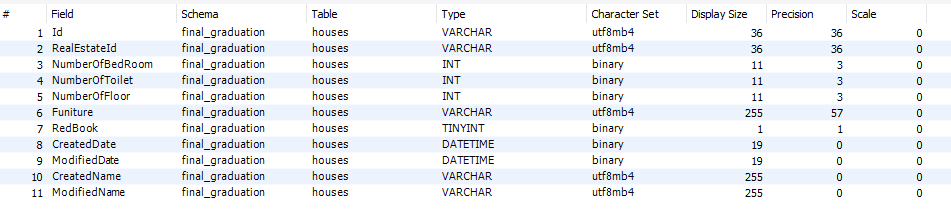 # Field Schema Table Type Character Set Display Size Precision Scale
1 Id final_graduation houses VARCHAR utf8mb4 36 36 0
2 RealEstateId final_graduation houses VARCHAR utf8mb4 36 36 0
3 NumberOfBedRoom final_graduation houses INT binary 11 3 0
4 NumberOfToilet final_graduation houses INT binary 11 3 0
5 NumberOfFloor final_graduation houses INT binary 11 3 0
6 Funiture final_graduation houses VARCHAR utf8mb4 255 57 0
7 RedBook final_graduation houses TINYINT binary 1 1 0
8 CreatedDate final_graduation houses DATETIME binary 19 0 0
9 ModifiedDate final_graduation houses DATETIME binary 19 0 0
10 CreatedName final_graduation houses VARCHAR utf8mb4 255 0 0
11 ModifiedName final_graduation houses VARCHAR utf8mb4 255 0 0